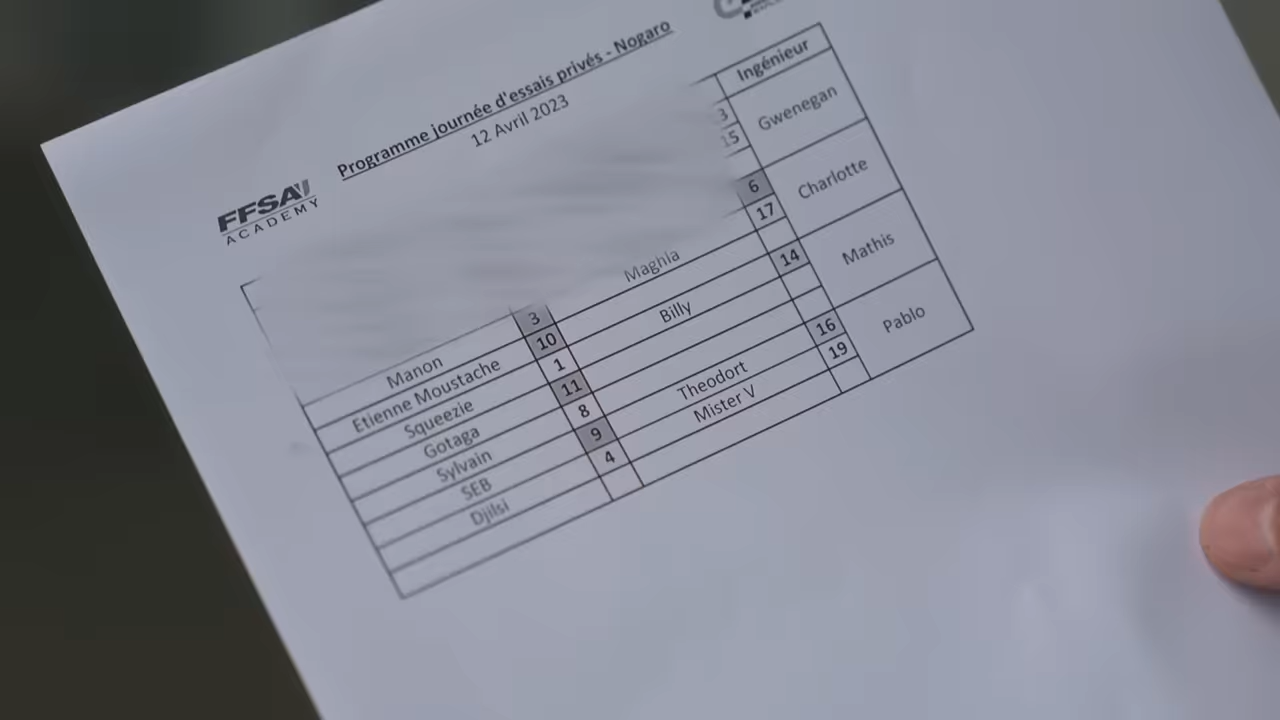 Programme journée d'essais privés - Nogaro
12 Avril 2023
FFSA
ACADEMY
Ingénieur
3
15 Gwenegan
6
Manon 3 Maghla 17 Charlotte
Etienne Moustache 10
Squeezie 1 Billy 14
Gotaga 11 Mathis
Sylvain 8
SEB 9 Theodort 16
Djilsi 4 Mister V 19 Pablo